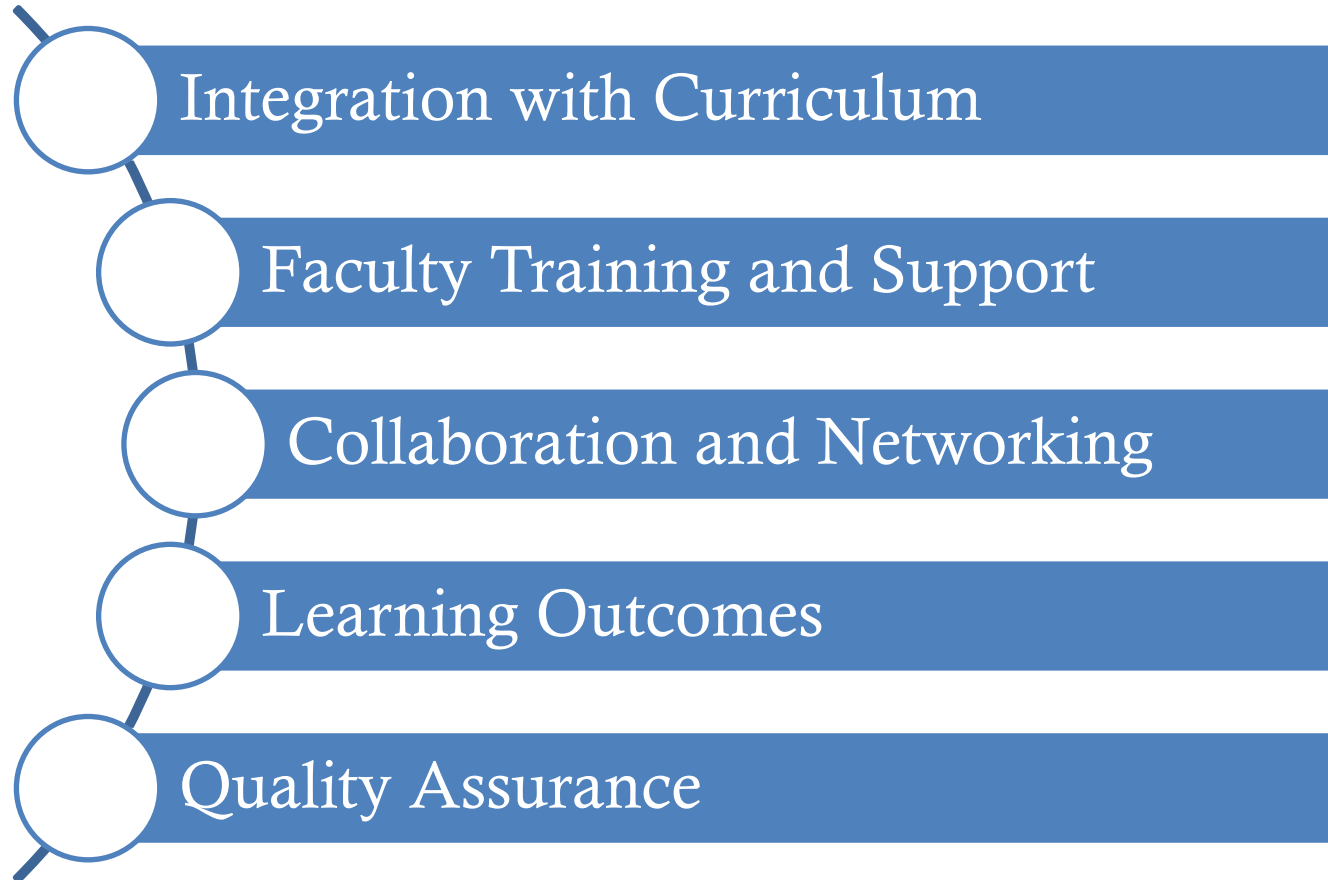 Integration with Curriculum
Faculty Training and Support
Collaboration and Networking
Learning Outcomes
Quality Assurance